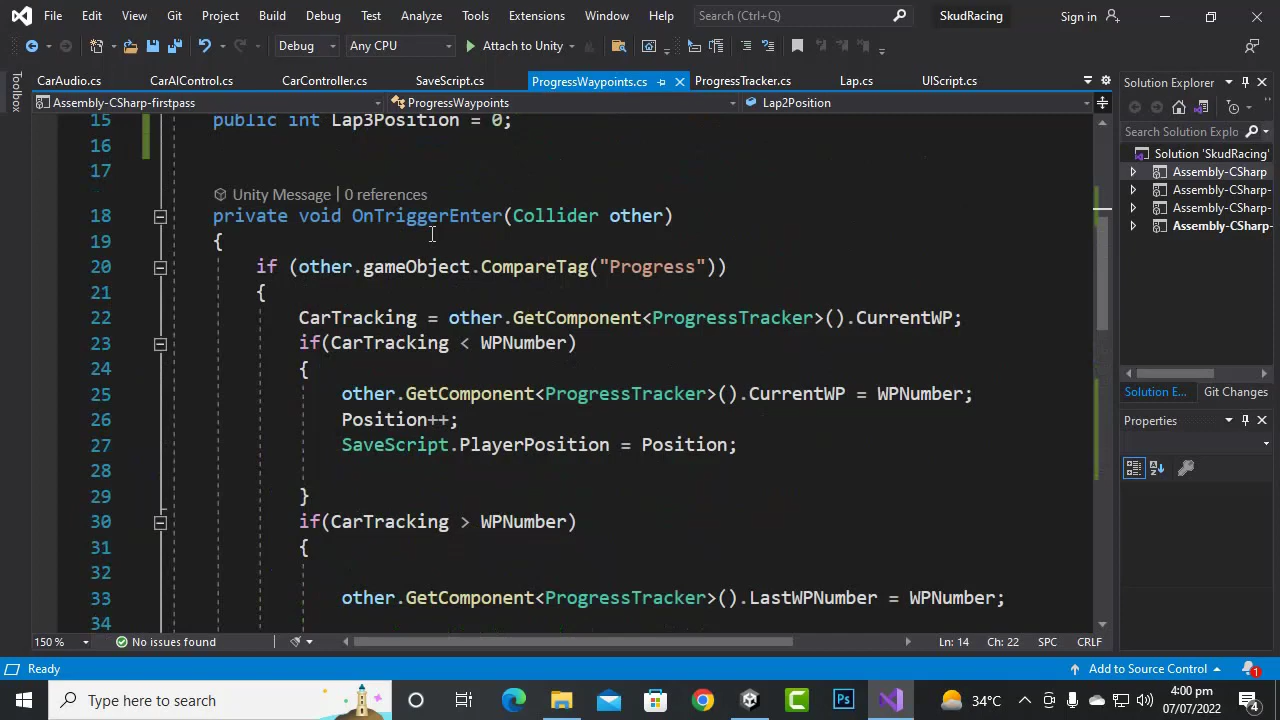 File Edit View Git Project Build Debug Test Analyze Tools Extensions Window Help Search (Ctrl+Q) SkudRacing Sign in
Debug Any CPU Attach to Unity
CarAudio.cs CarAIControl.cs CarController.cs SaveScript.cs ProgressWaypoints.cs ProgressTracker.cs Lap.cs UIScript.cs
Toolbox
Assembly-CSharp-firstpass ProgressWaypoints Lap2Position
15 public int Lap3Position = 0;
16
17
Unity Message | 0 references
18 private void OnTriggerEnter(Collider other)
19 {
20 if (other.gameObject.CompareTag("Progress"))
21 {
22 CarTracking = other.GetComponent<ProgressTracker>().CurrentWP;
23 if(CarTracking < WPNumber)
24 {
25 other.GetComponent<ProgressTracker>().CurrentWP = WPNumber;
26 Position++;
27 SaveScript.PlayerPosition = Position;
28
29 }
30 if(CarTracking > WPNumber)
31 {
32
33 other.GetComponent<ProgressTracker>().LastWPNumber = WPNumber;
34
150 % No issues found Ln: 14 Ch: 22 SPC CRLF
Solution Explorer
Search Solution Explo
Solution 'SkudRacing'
Assembly-CSharp
Assembly-CSharp-
Assembly-CSharp-
Assembly-CSharp-
Solution E... Git Changes
Properties
Ready Add to Source Control 1
Type here to search Ps 34°C 4:00 pm
07/07/2022 4